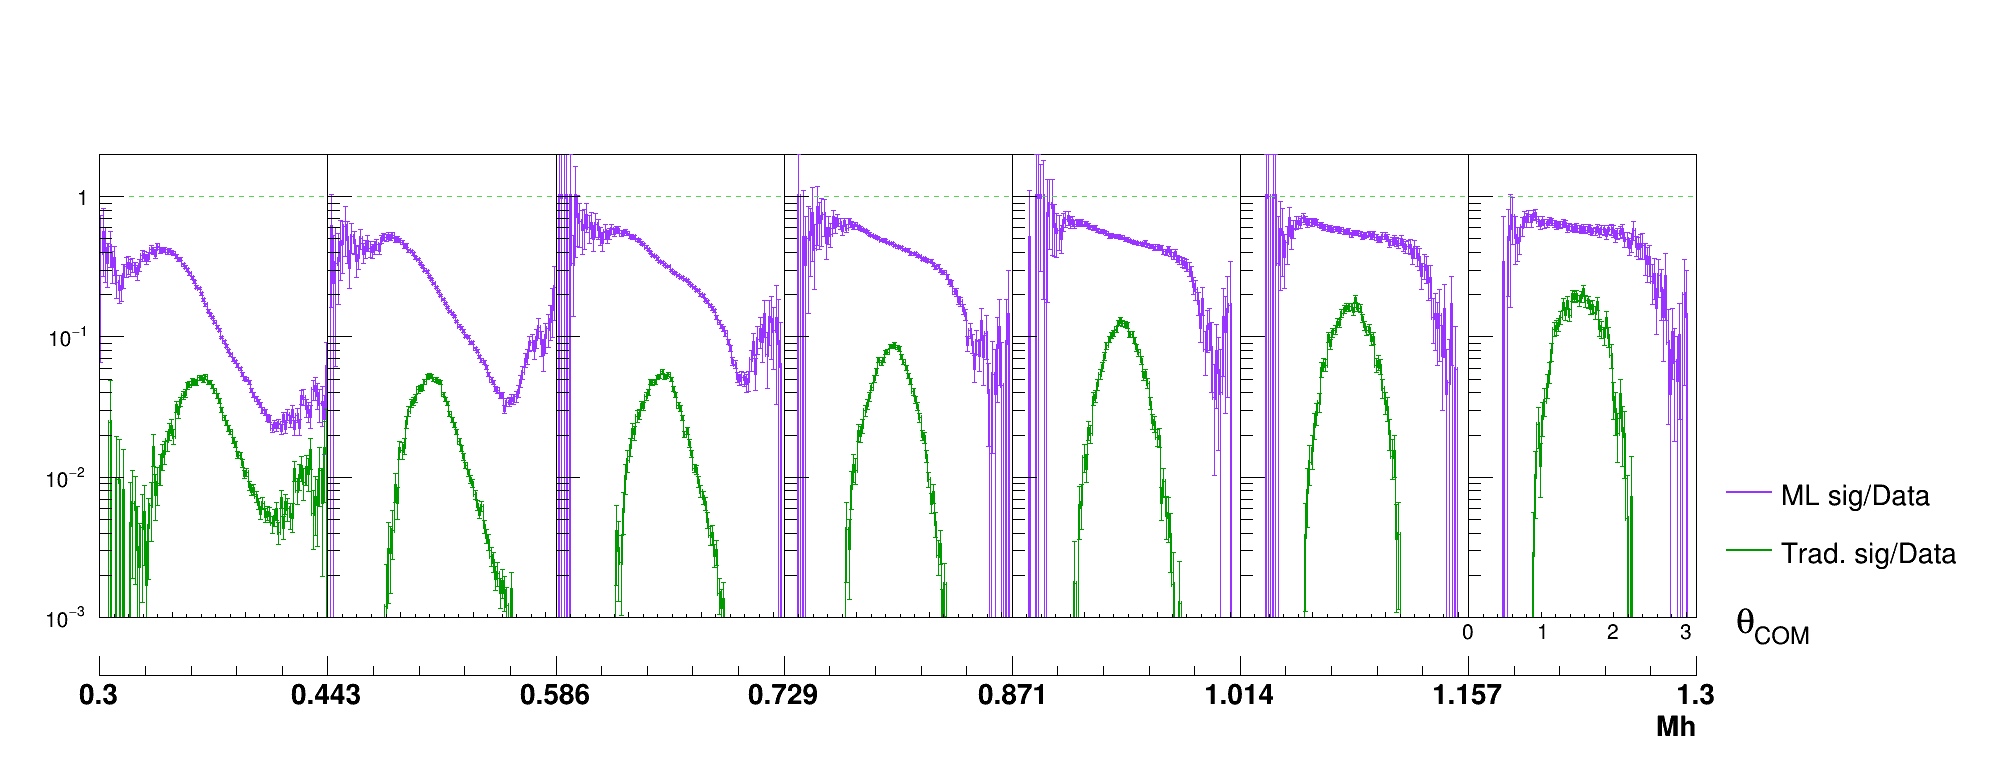 1
10⁻¹
10⁻²
10⁻³
ML sig/Data
Trad. sig/Data
0 1 2 3
θ_COM
0.3 0.443 0.586 0.729 0.871 1.014 1.157 1.3
Mh